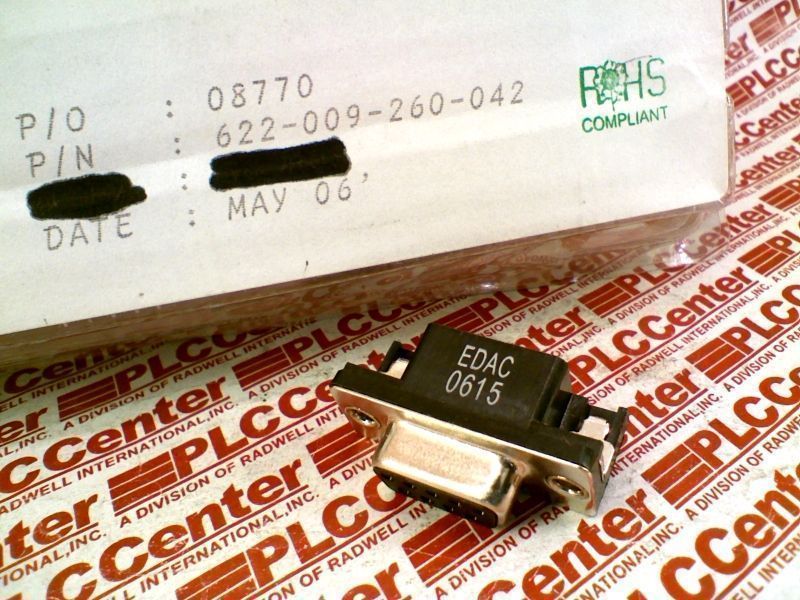 P/O : 08770
P/N : 622-009-260-042
:
DATE : MAY 06'
ROHS
COMPLIANT
EDAC
0615
PLCCenter
A DIVISION OF RADWELL INTERNATIONAL, INC.